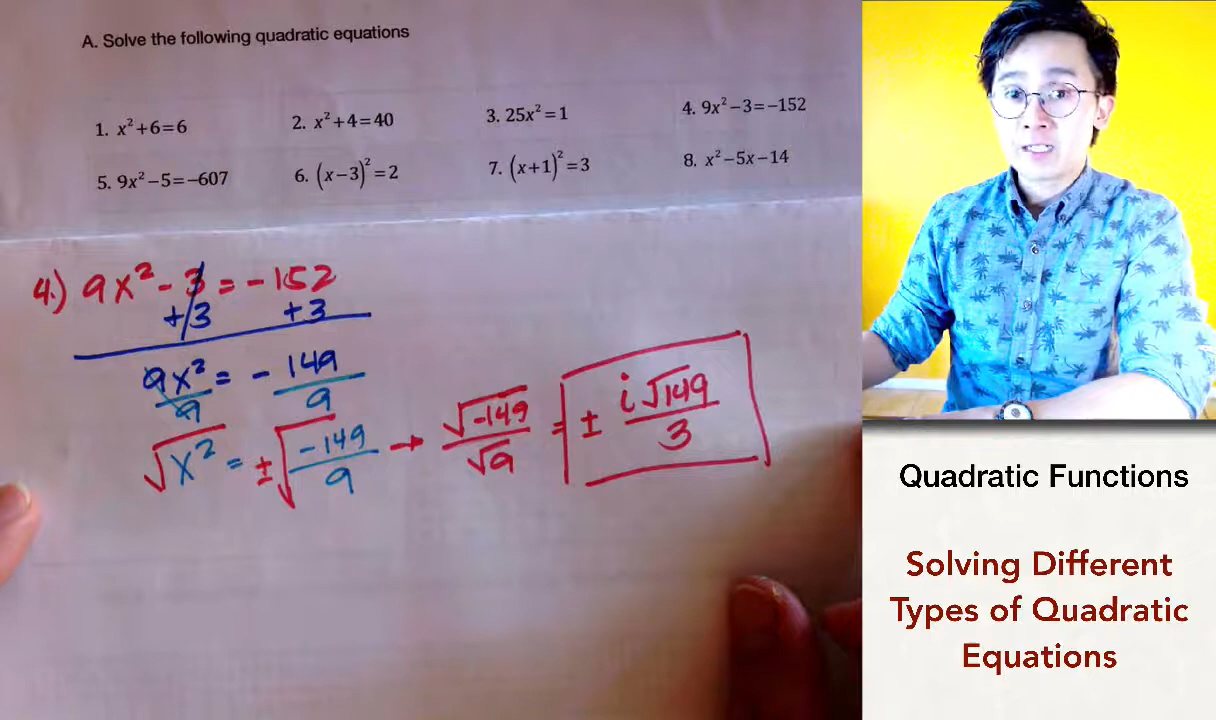 A. Solve the following quadratic equations
1. x²+6=6 2. x²+4=40 3. 25x²=1 4. 9x²−3=−152
5. 9x²−5=−607 6. (x−3)²=2 7. (x+1)²=3 8. x²−5x−14
4.) 9x² - 3 = - 152
+3 +3
9x²/9 = - 149/9
√x² = ±√(-149/9) → √-149/√9 = ± i√149/3
Quadratic Functions
Solving Different
Types of Quadratic
Equations